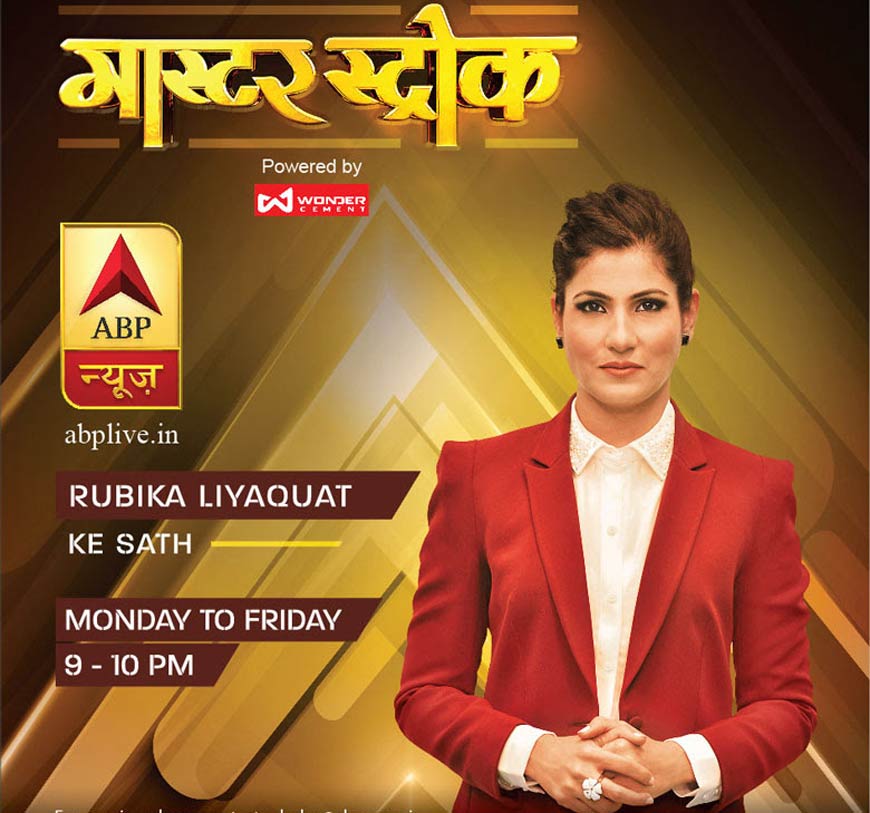 मास्टर स्ट्रोक
Powered by
WONDER
CEMENT
ABP
न्यूज़
abplive.in
RUBIKA LIYAQUAT
KE SATH
MONDAY TO FRIDAY
9 - 10 PM